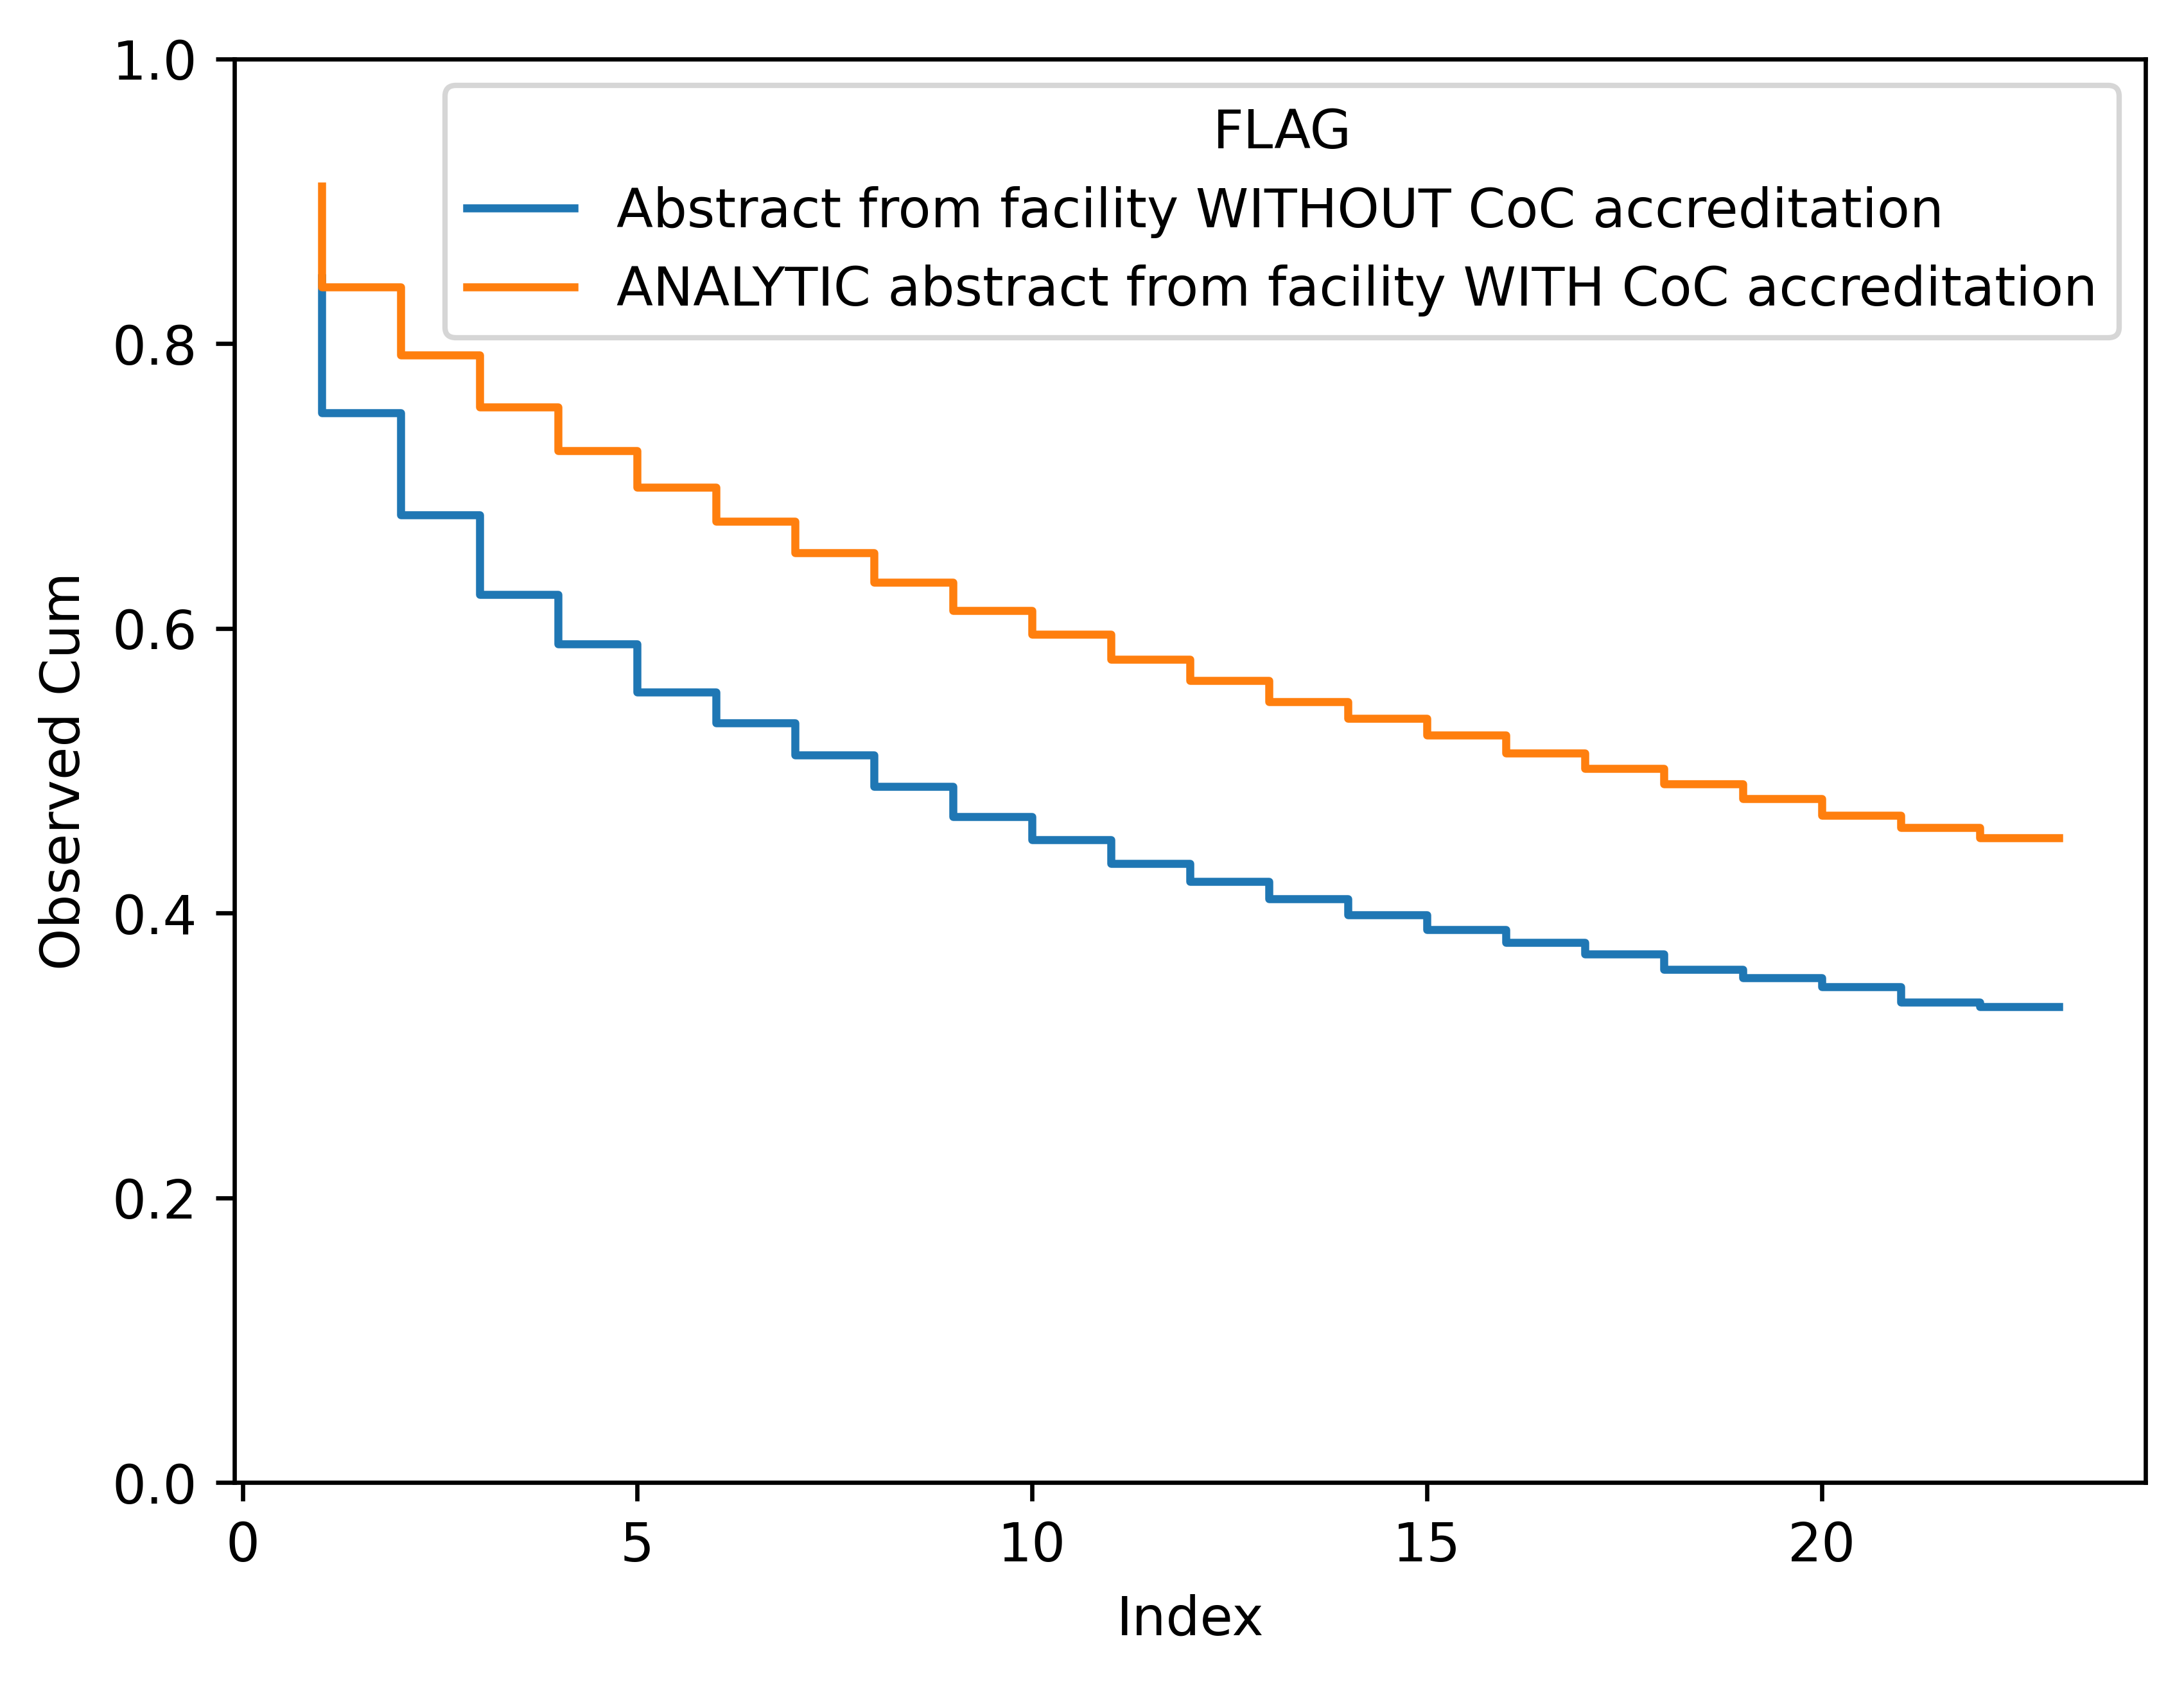 1.0
0.8
0.6
0.4
0.2
0.0
Observed Cum
FLAG
Abstract from facility WITHOUT CoC accreditation
ANALYTIC abstract from facility WITH CoC accreditation
0 5 10 15 20
Index